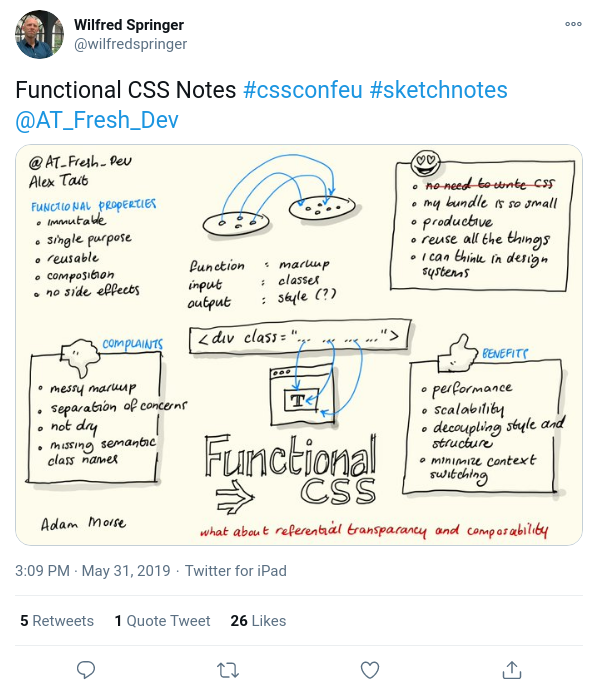 Wilfred Springer
@wilfredspringer
Functional CSS Notes #cssconfeu #sketchnotes
@AT_Fresh_Dev
@AT_Fresh_Dev
Alex Tait
FUNCTIONAL PROPERTIES
• immutable
• single purpose
• reusable
• composition
• no side effects
function : markup
input : classes
output : style (?)
• no need to write CSS
• my bundle is so small
• productive
• reuse all the things
• I can think in design
systems
<div class="... ... ... ...">
T
COMPLAINTS
• messy markup
• separation of concerns
• not dry
• missing semantic
class names
BENEFITS
• performance
• scalability
• decoupling style and
structure
• minimize context
switching
Functional
CSS
Adam Morse
what about referential transparancy and composability
3:09 PM · May 31, 2019 · Twitter for iPad
5 Retweets 1 Quote Tweet 26 Likes